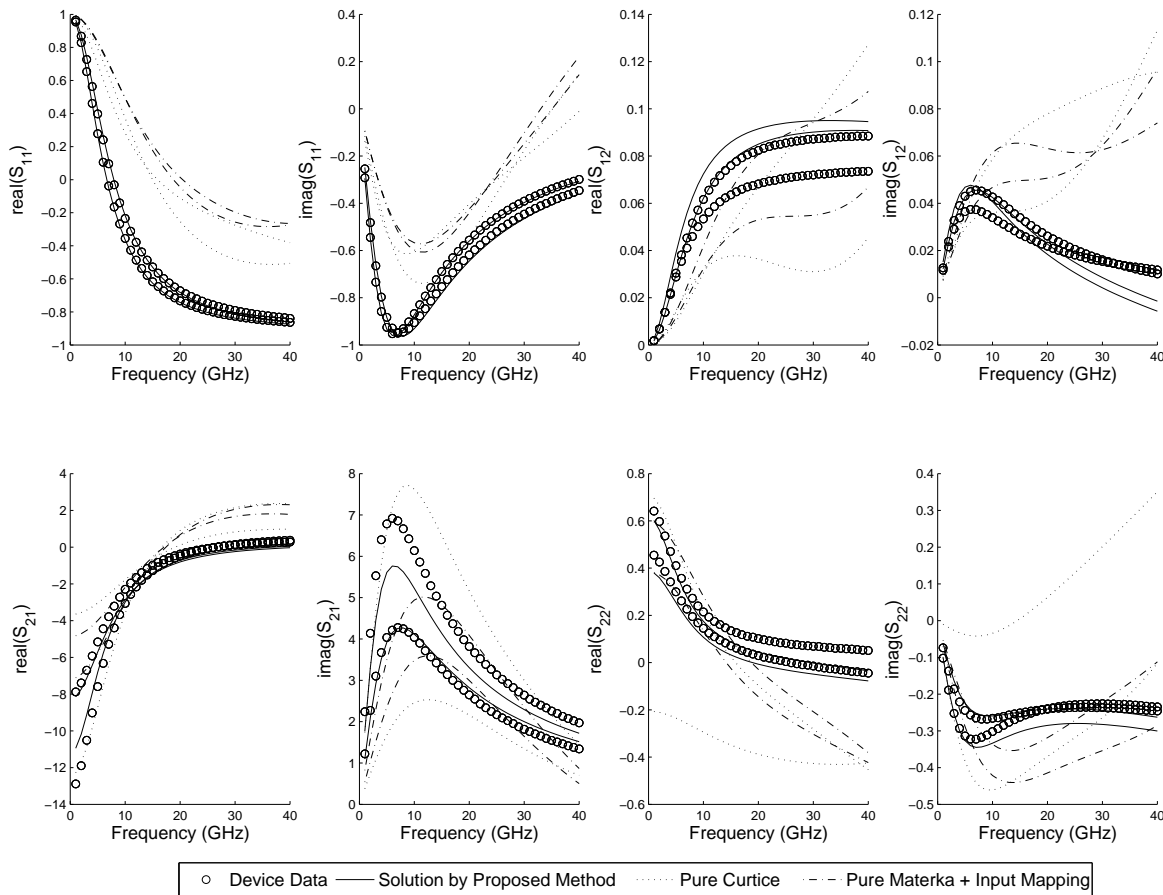 1
0.8
0.6
0.4
0.2
0
−0.2
−0.4
−0.6
−0.8
−1
real(S11)
0 10 20 30 40
Frequency (GHz)
0.4
0.2
0
−0.2
−0.4
−0.6
−0.8
−1
imag(S11)
0 10 20 30 40
Frequency (GHz)
0.14
0.12
0.1
0.08
0.06
0.04
0.02
0
real(S12)
0 10 20 30 40
Frequency (GHz)
0.12
0.1
0.08
0.06
0.04
0.02
0
−0.02
imag(S12)
0 10 20 30 40
Frequency (GHz)
4
2
0
−2
−4
−6
−8
−10
−12
−14
real(S21)
0 10 20 30 40
Frequency (GHz)
8
7
6
5
4
3
2
1
0
imag(S21)
0 10 20 30 40
Frequency (GHz)
0.8
0.6
0.4
0.2
0
−0.2
−0.4
−0.6
real(S22)
0 10 20 30 40
Frequency (GHz)
0.4
0.3
0.2
0.1
0
−0.1
−0.2
−0.3
−0.4
−0.5
imag(S22)
0 10 20 30 40
Frequency (GHz)
Device Data Solution by Proposed Method Pure Curtice Pure Materka + Input Mapping